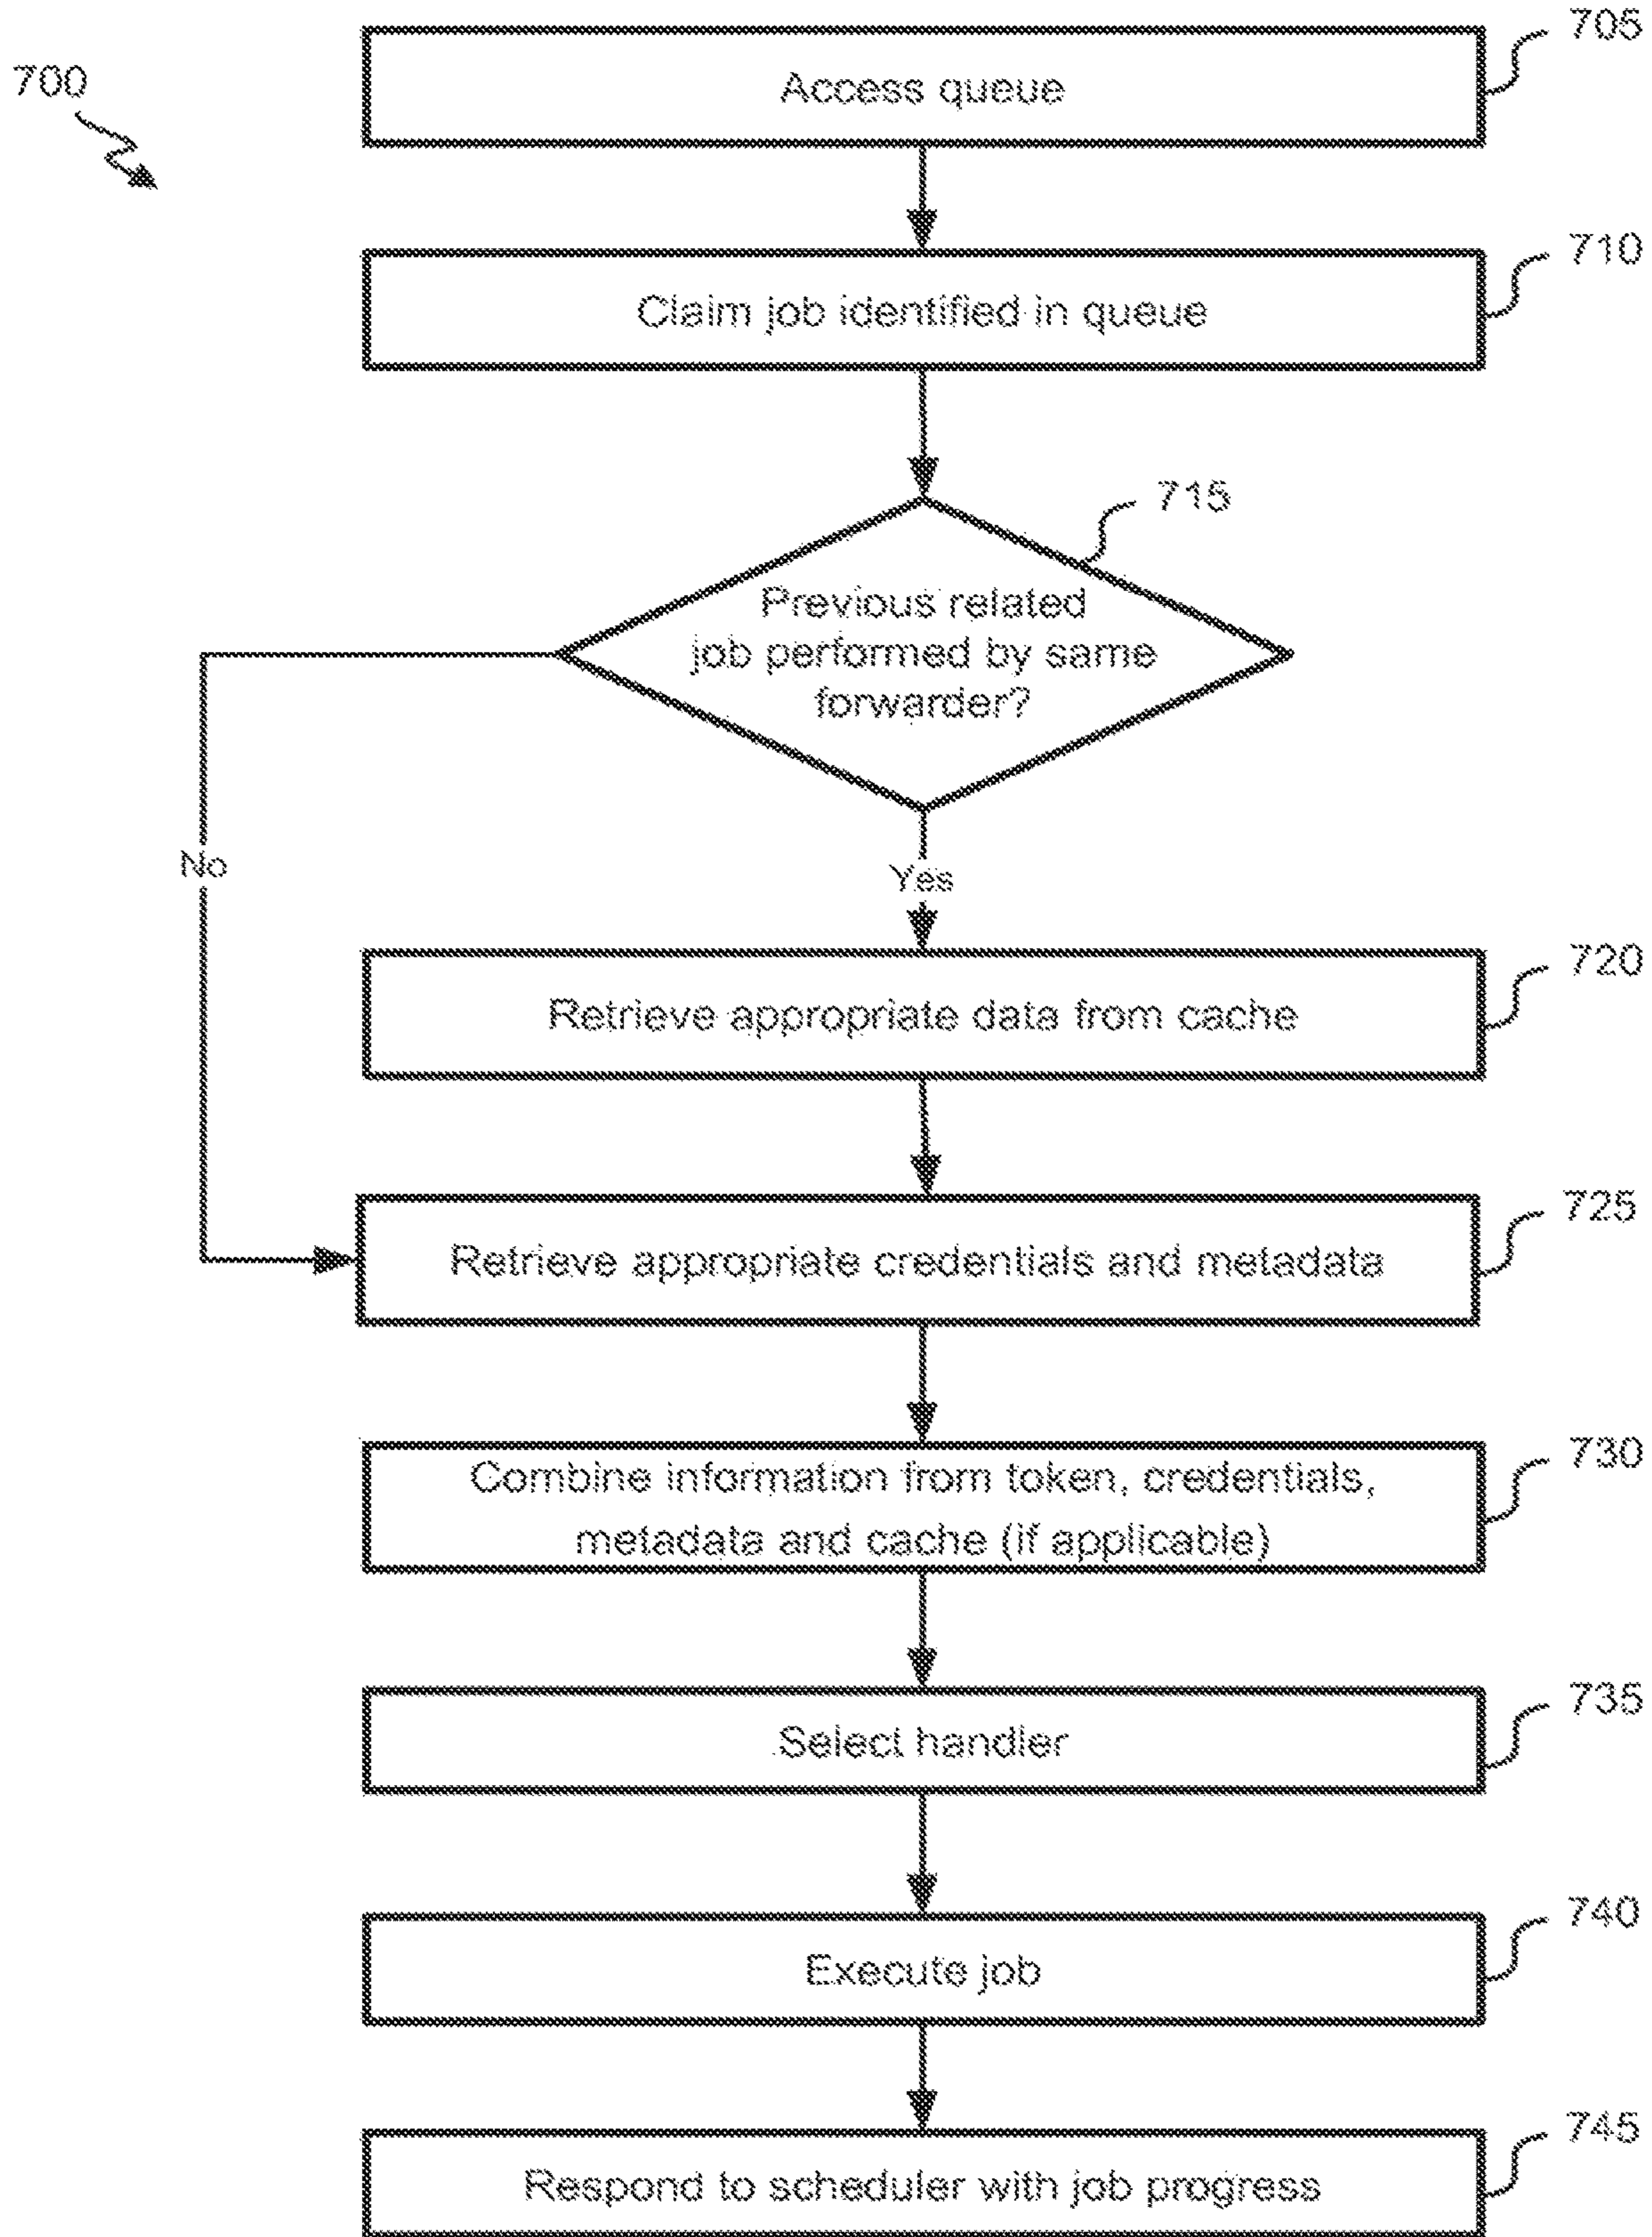 705
700
Access queue
710
Claim job identified in queue
715
Previous related
job performed by same
forwarder?
No
Yes
720
Retrieve appropriate data from cache
725
Retrieve appropriate credentials and metadata
730
Combine information from token, credentials,
metadata and cache (if applicable)
735
Select handler
740
Execute job
745
Respond to scheduler with job progress